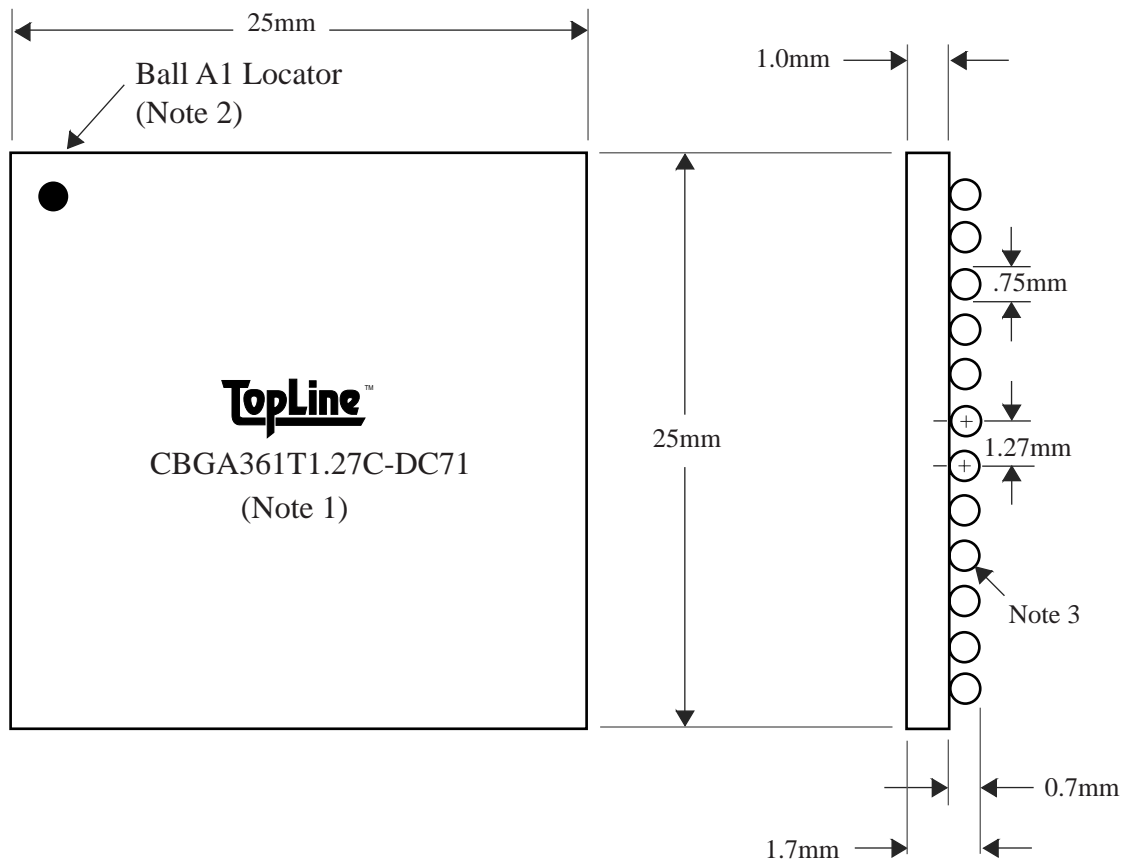 25mm
Ball A1 Locator
(Note 2)
TopLine™
CBGA361T1.27C-DC71
(Note 1)
25mm
1.0mm
.75mm
1.27mm
Note 3
0.7mm
1.7mm